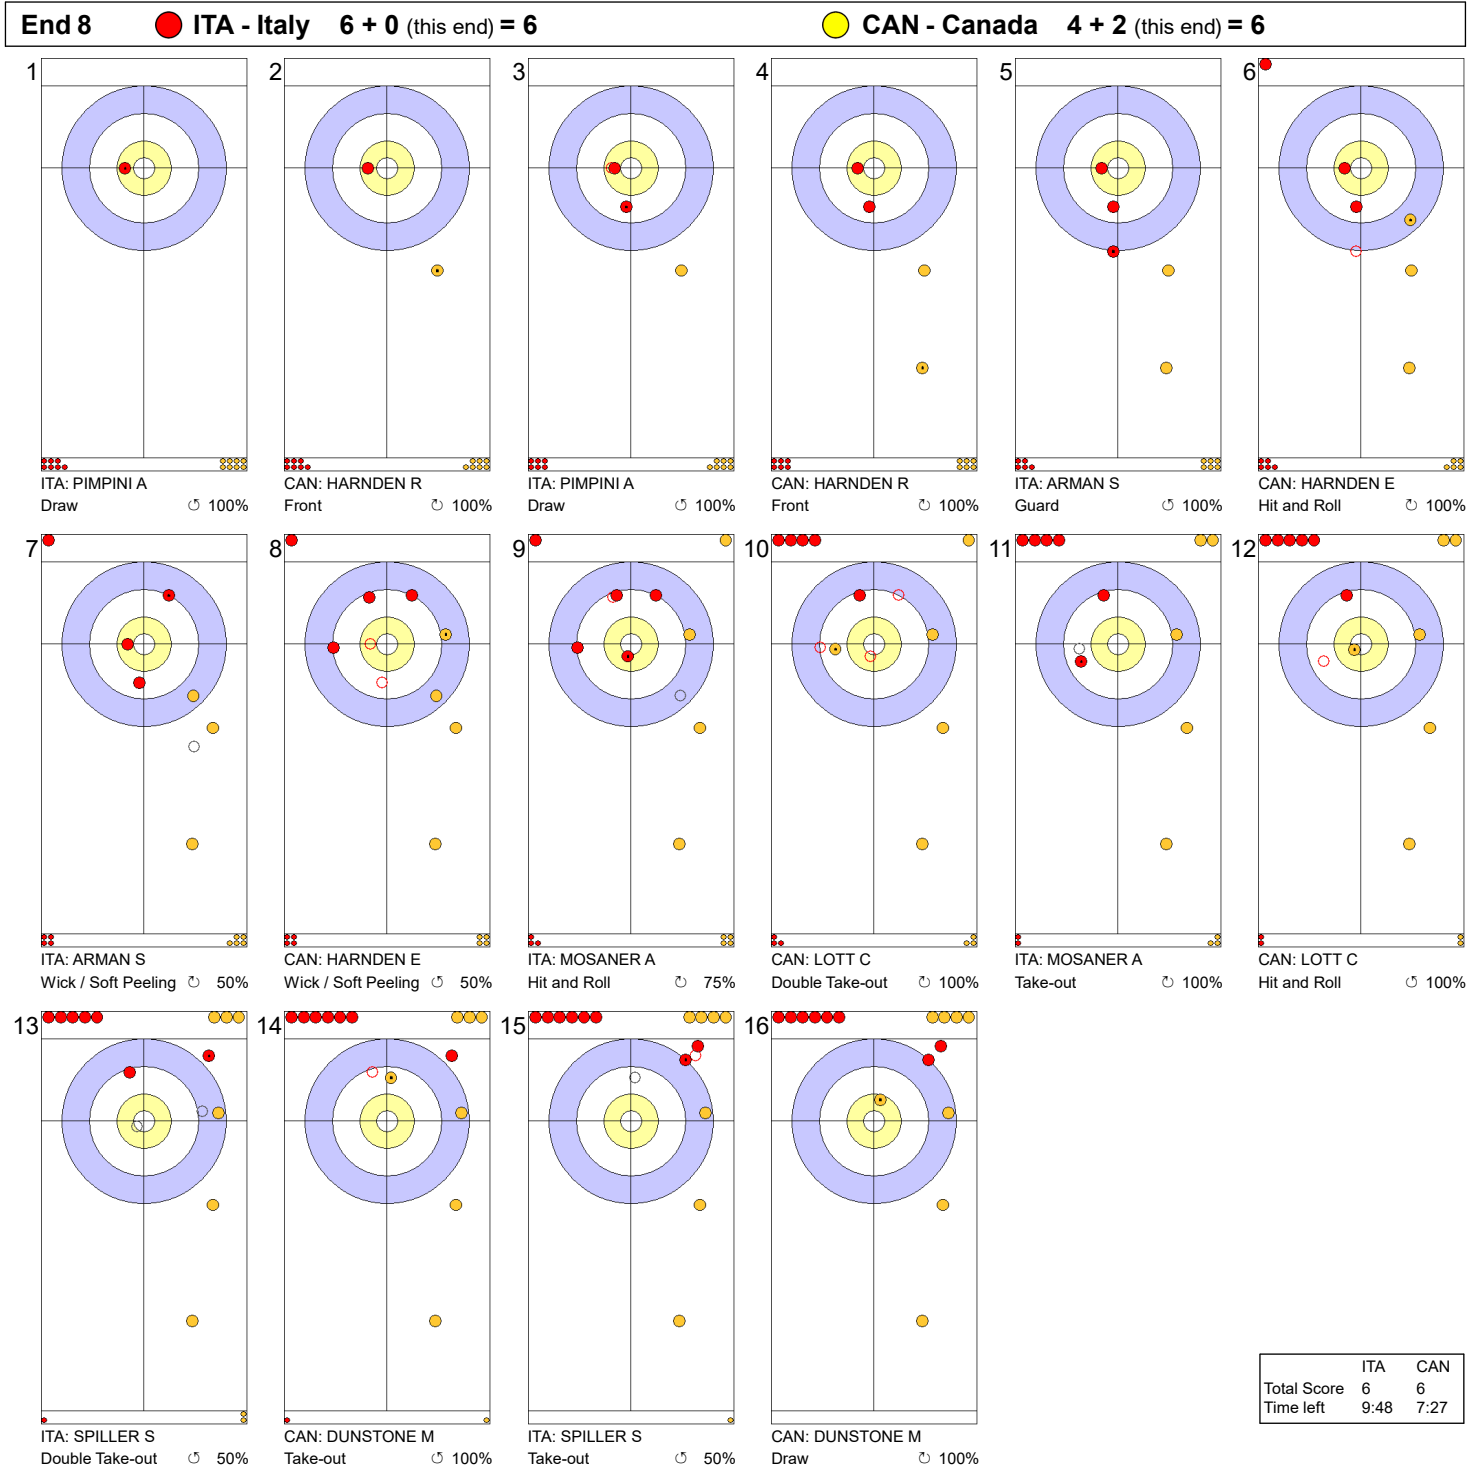 End 8 ITA - Italy 6 + 0 (this end) = 6 CAN - Canada 4 + 2 (this end) = 6
1 2 3 4 5 6
ITA: PIMPINI A CAN: HARNDEN R ITA: PIMPINI A CAN: HARNDEN R ITA: ARMAN S CAN: HARNDEN E
Draw ↺ 100% Front ↻ 100% Draw ↺ 100% Front ↻ 100% Guard ↺ 100% Hit and Roll ↻ 100%
7 8 9 10 11 12
ITA: ARMAN S CAN: HARNDEN E ITA: MOSANER A CAN: LOTT C ITA: MOSANER A CAN: LOTT C
Wick / Soft Peeling ↻ 50% Wick / Soft Peeling ↺ 50% Hit and Roll ↻ 75% Double Take-out ↻ 100% Take-out ↻ 100% Hit and Roll ↻ 100%
13 14 15 16
ITA: SPILLER S CAN: DUNSTONE M ITA: SPILLER S CAN: DUNSTONE M
Double Take-out ↺ 50% Take-out ↺ 100% Take-out ↺ 50% Draw ↻ 100%
ITA CAN
Total Score 6 6
Time left 9:48 7:27